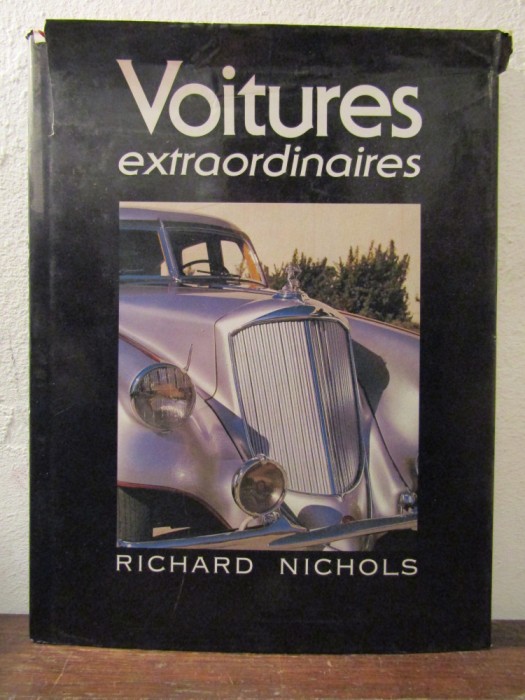 Voitures
extraordinaires
RICHARD NICHOLS